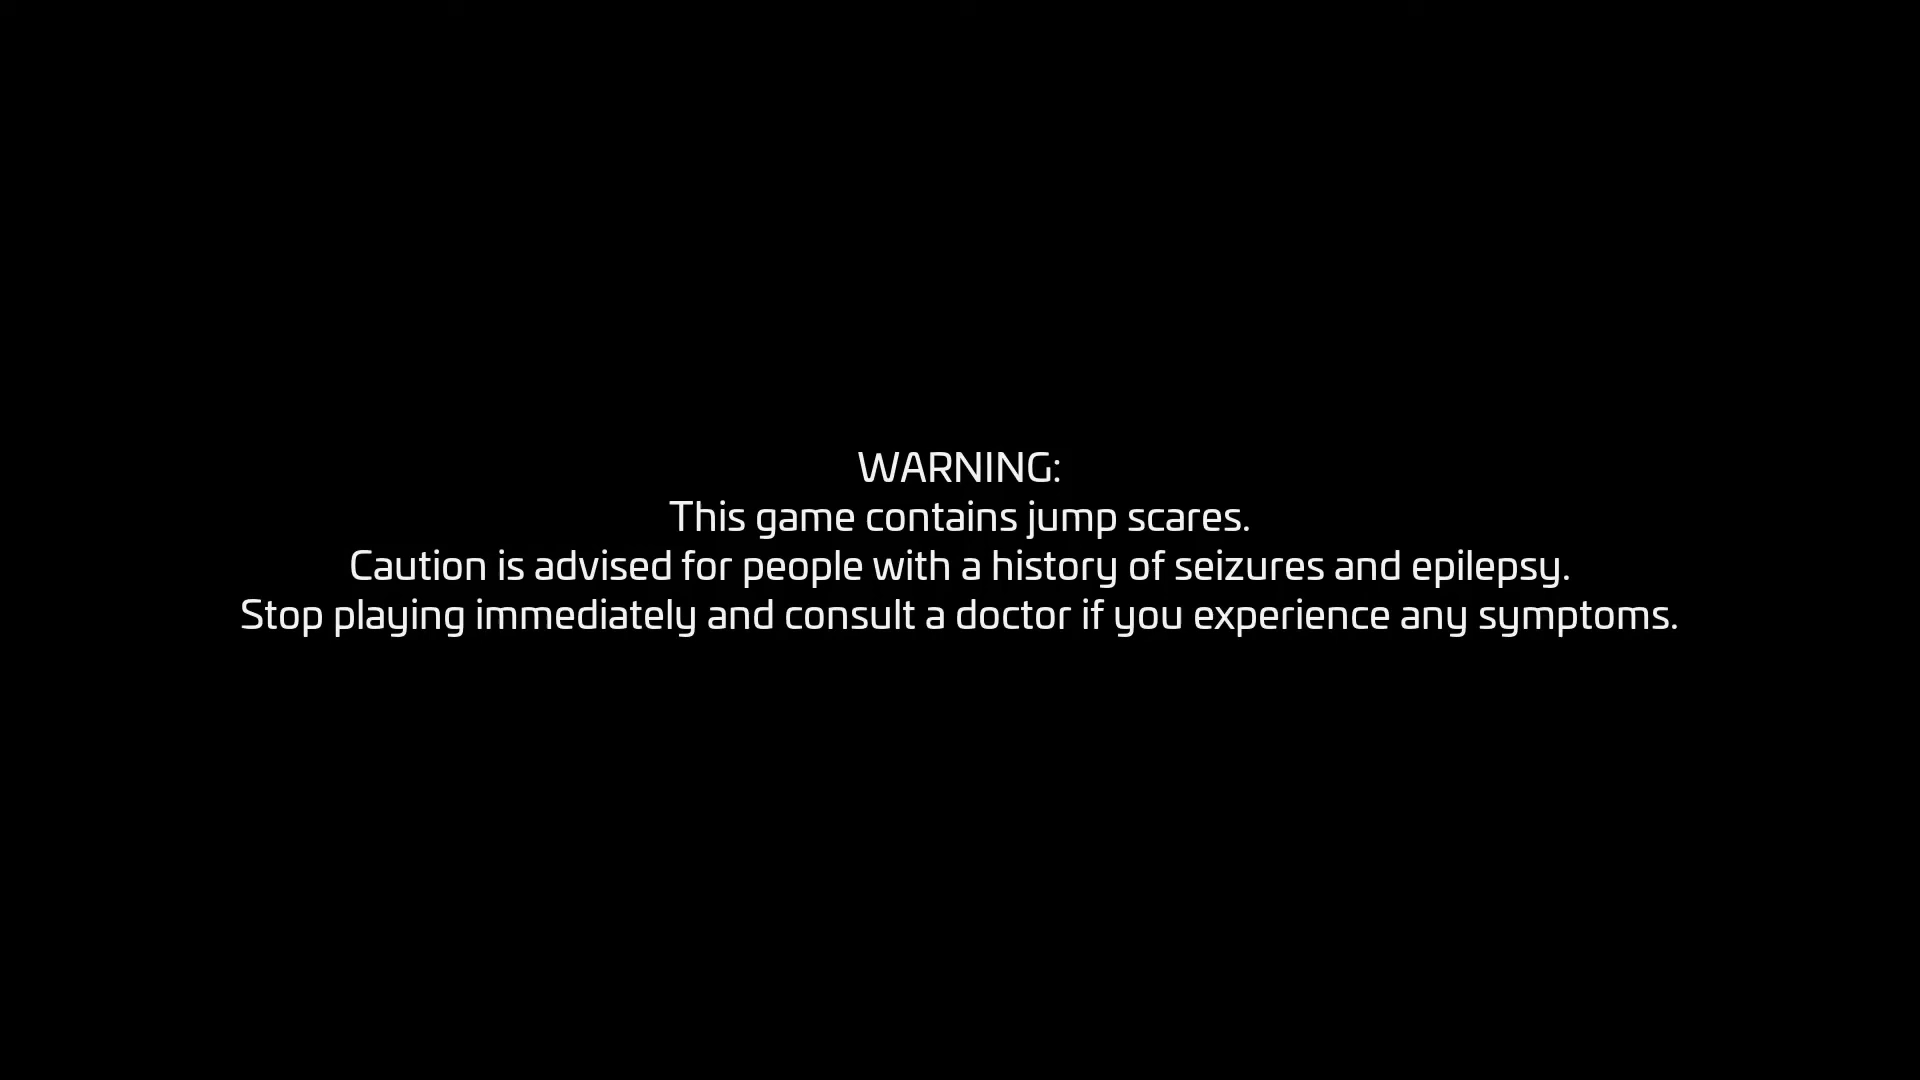 WARNING:
This game contains jump scares.
Caution is advised for people with a history of seizures and epilepsy.
Stop playing immediately and consult a doctor if you experience any symptoms.